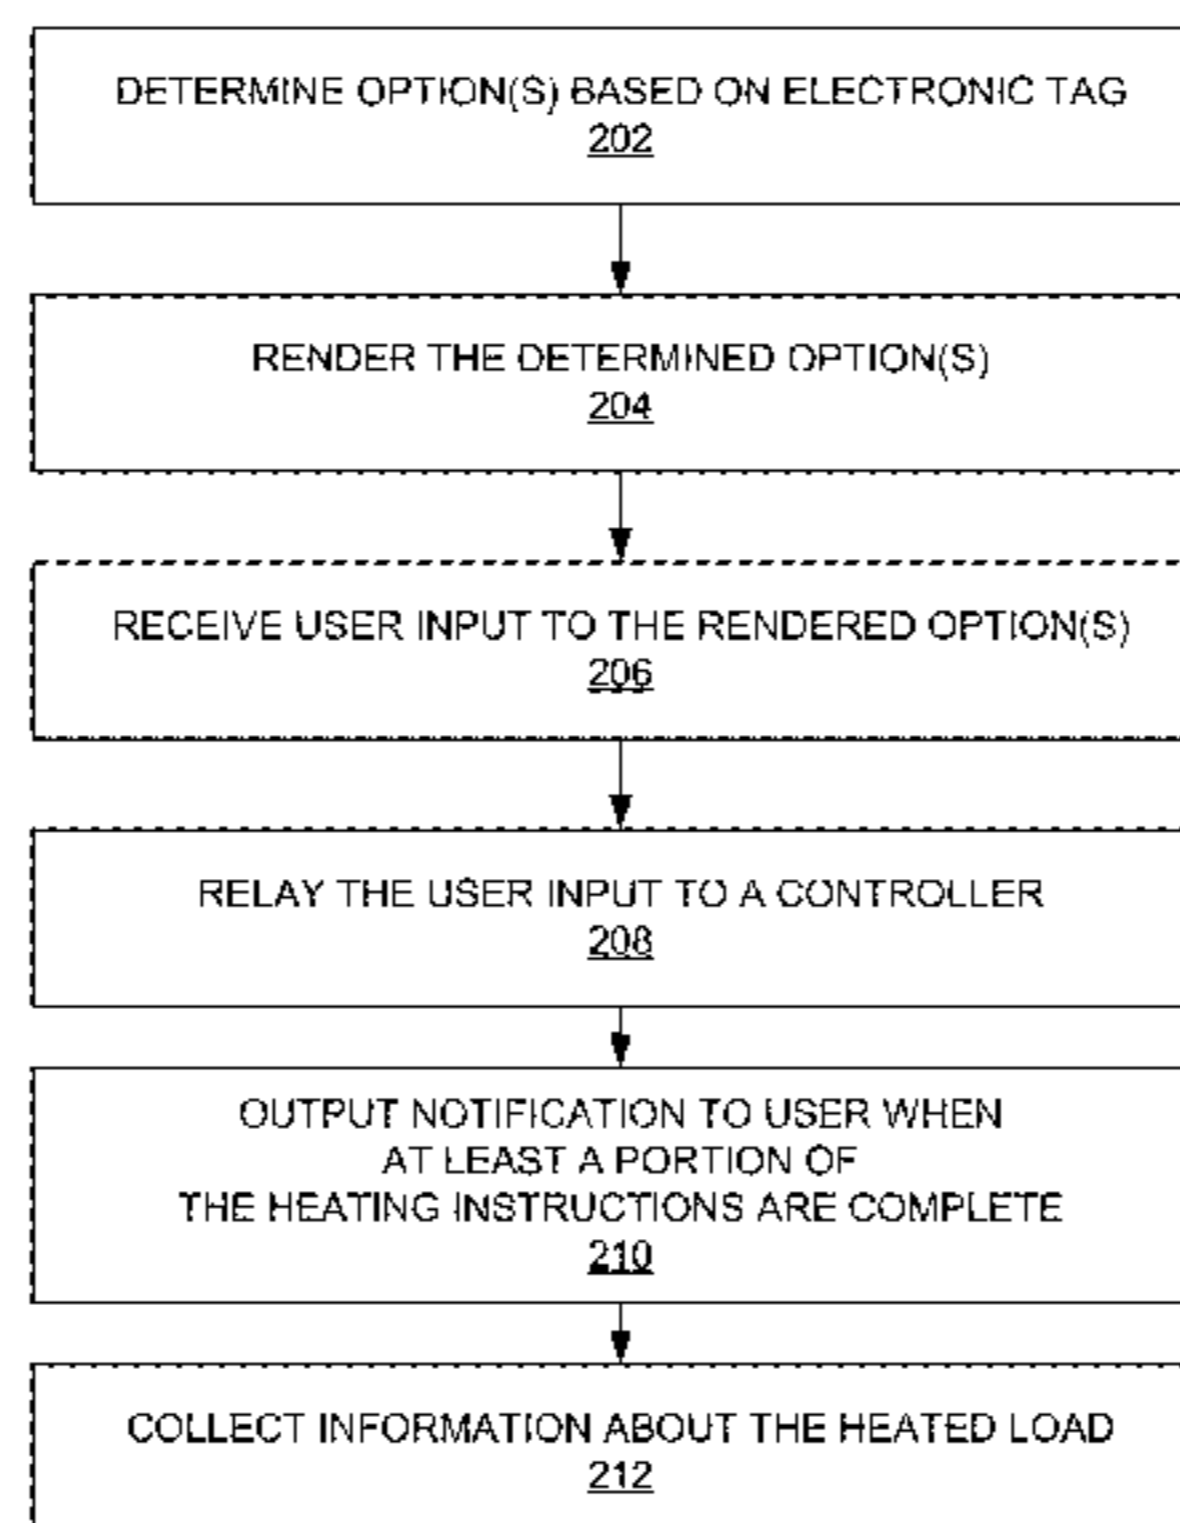 DETERMINE OPTION(S) BASED ON ELECTRONIC TAG
202
RENDER THE DETERMINED OPTION(S)
204
RECEIVE USER INPUT TO THE RENDERED OPTION(S)
206
RELAY THE USER INPUT TO A CONTROLLER
208
OUTPUT NOTIFICATION TO USER WHEN
AT LEAST A PORTION OF
THE HEATING INSTRUCTIONS ARE COMPLETE
210
COLLECT INFORMATION ABOUT THE HEATED LOAD
212